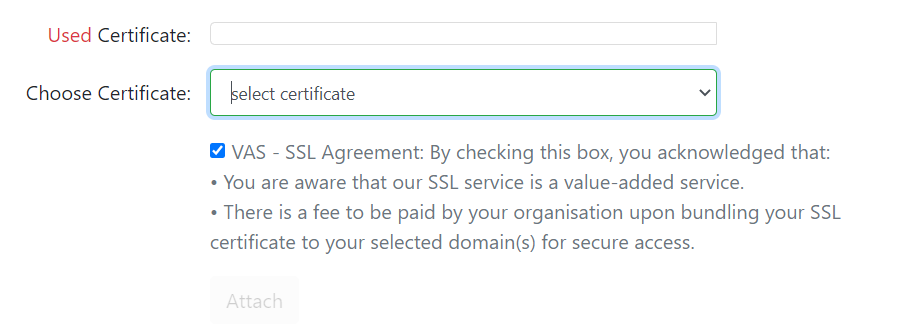 Used Certificate:
Choose Certificate:
select certificate
VAS - SSL Agreement: By checking this box, you acknowledged that:
• You are aware that our SSL service is a value-added service.
• There is a fee to be paid by your organisation upon bundling your SSL
certificate to your selected domain(s) for secure access.
Attach